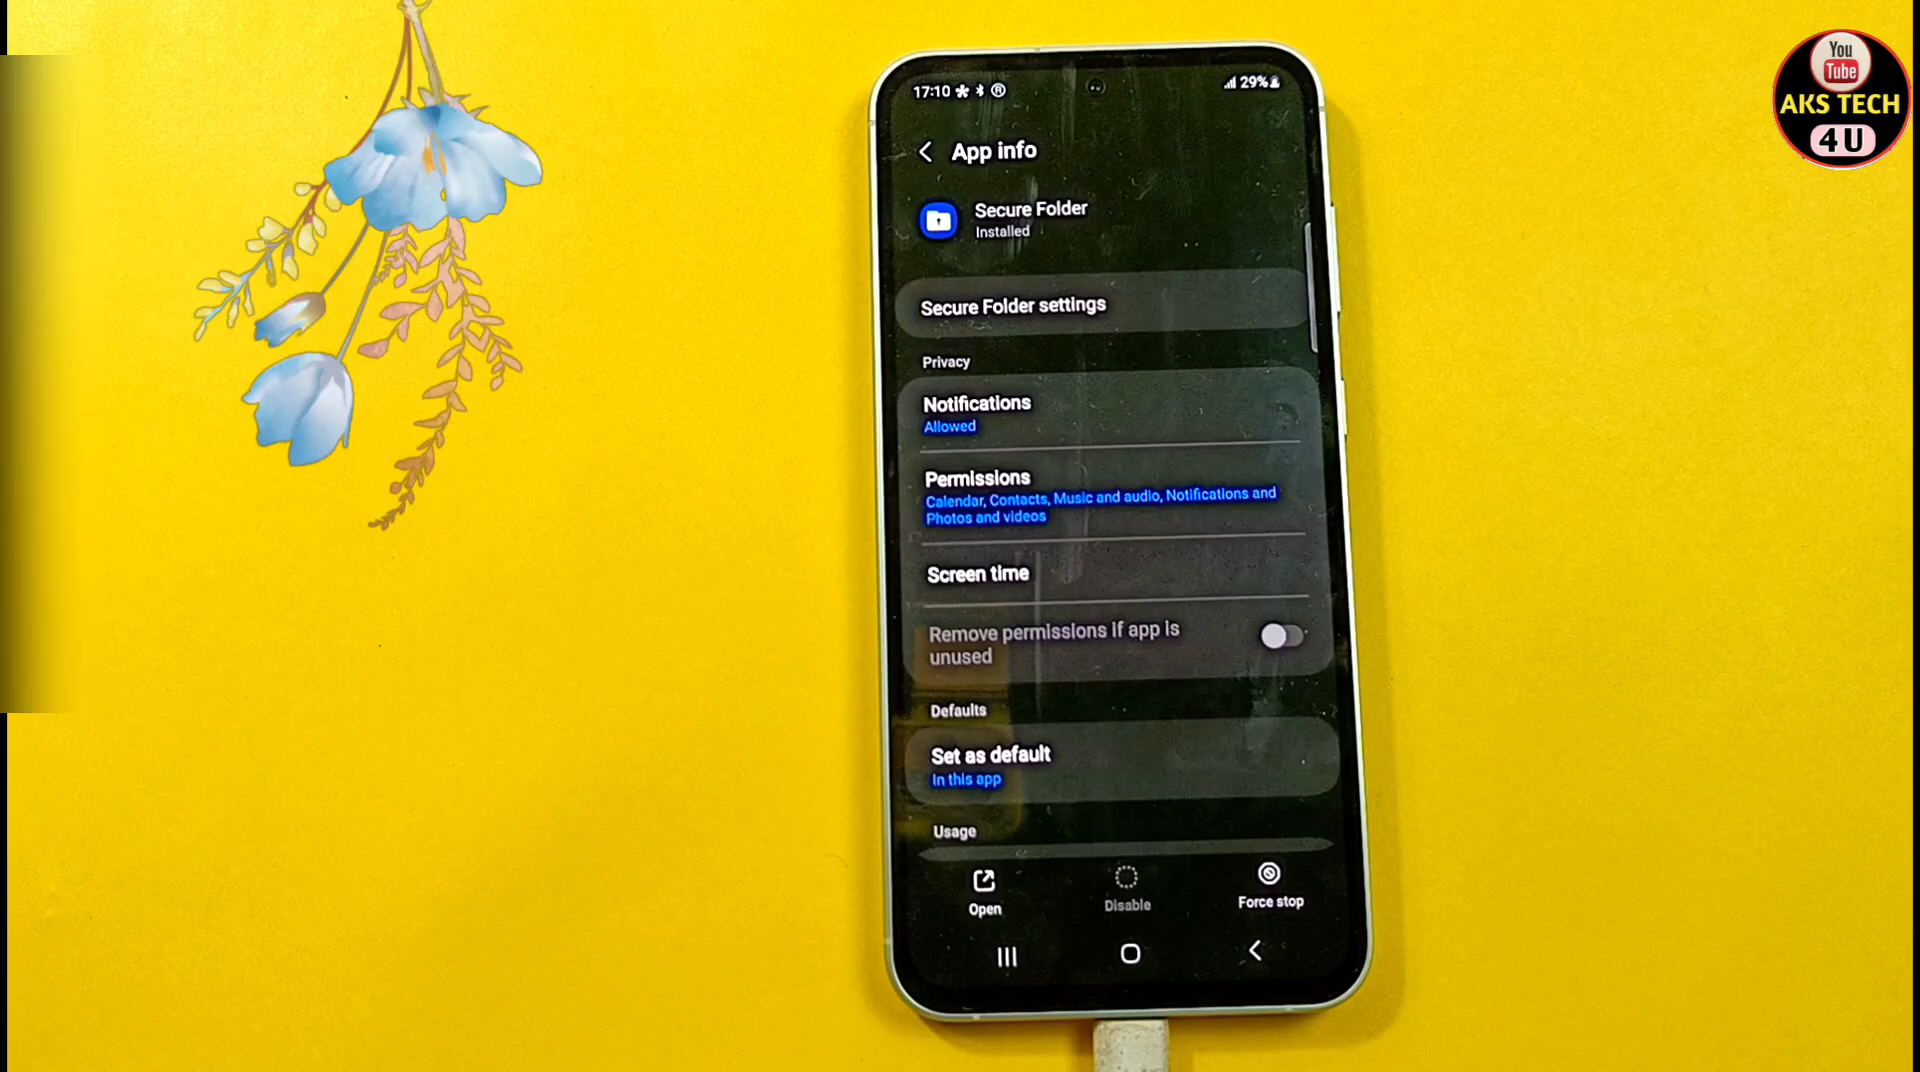 You
Tube
AKS TECH
4U
17:10
29%
App info
Secure Folder
Installed
Secure Folder settings
Privacy
Notifications
Allowed
Permissions
Calendar, Contacts, Music and audio, Notifications and
Photos and videos
Screen time
Remove permissions if app is
unused
Defaults
Set as default
In this app
Usage
Open
Disable
Force stop